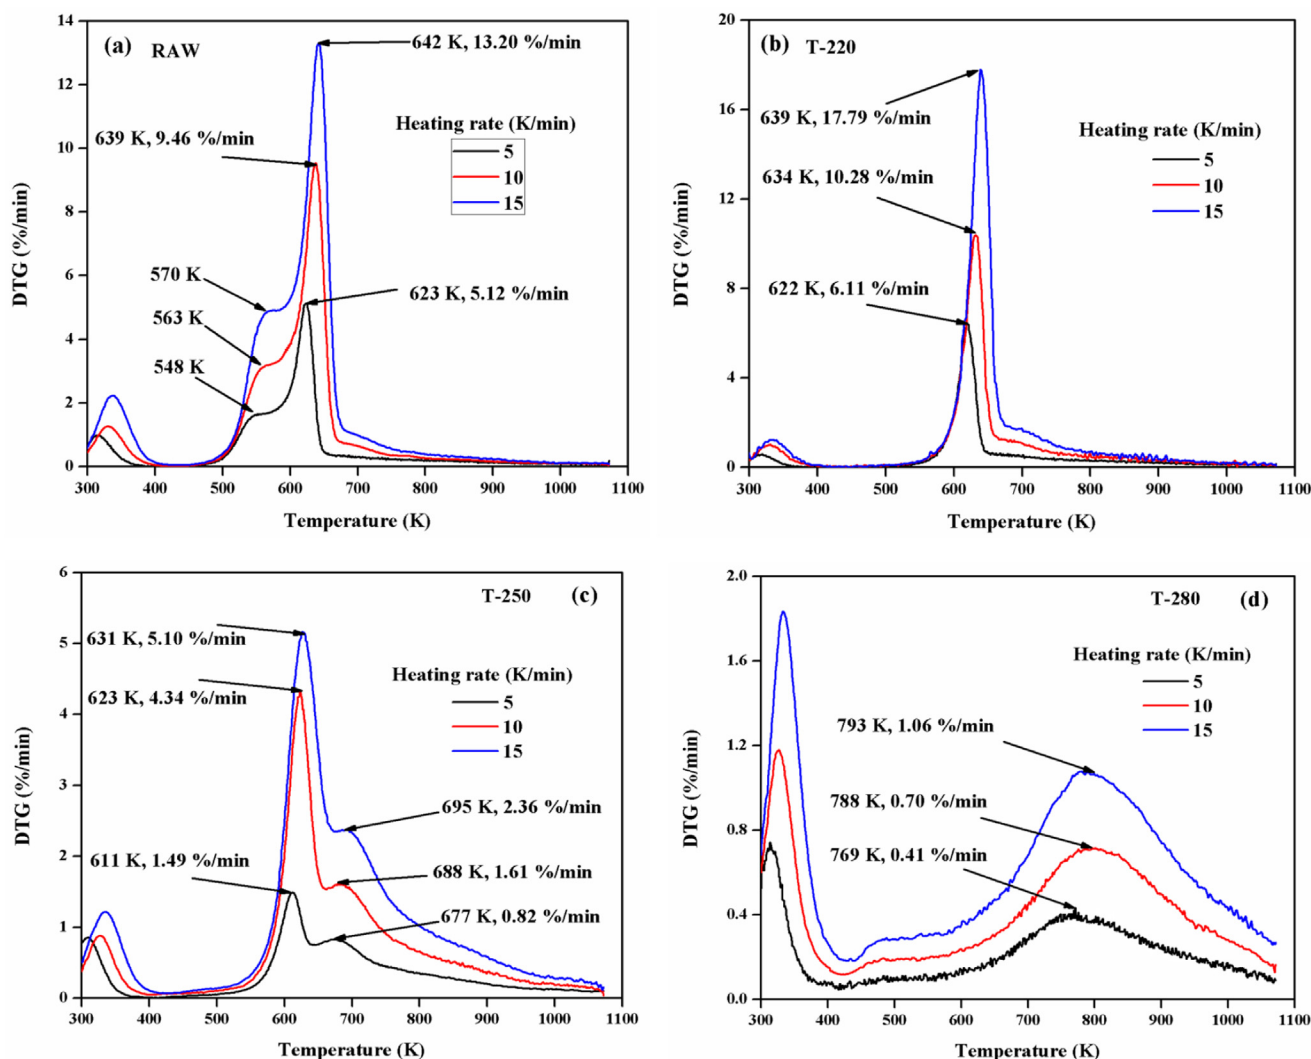 (a) RAW
642 K, 13.20 %/min
639 K, 9.46 %/min
Heating rate (K/min)
5
10
15
570 K
563 K
548 K
623 K, 5.12 %/min
DTG (%/min)
14
12
10
8
6
4
2
0
300 400 500 600 700 800 900 1000 1100
Temperature (K)
(b) T-220
639 K, 17.79 %/min
Heating rate (K/min)
5
10
15
634 K, 10.28 %/min
622 K, 6.11 %/min
DTG (%/min)
20
16
12
8
4
0
300 400 500 600 700 800 900 1000 1100
Temperature (K)
T-250 (c)
631 K, 5.10 %/min
623 K, 4.34 %/min
Heating rate (K/min)
5
10
15
695 K, 2.36 %/min
611 K, 1.49 %/min
688 K, 1.61 %/min
677 K, 0.82 %/min
DTG (%/min)
6
5
4
3
2
1
0
300 400 500 600 700 800 900 1000 1100
Temperature (K)
T-280 (d)
Heating rate (K/min)
5
10
15
793 K, 1.06 %/min
788 K, 0.70 %/min
769 K, 0.41 %/min
DTG (%/min)
2.0
1.6
1.2
0.8
0.4
0.0
300 400 500 600 700 800 900 1000 1100
Temperature (K)